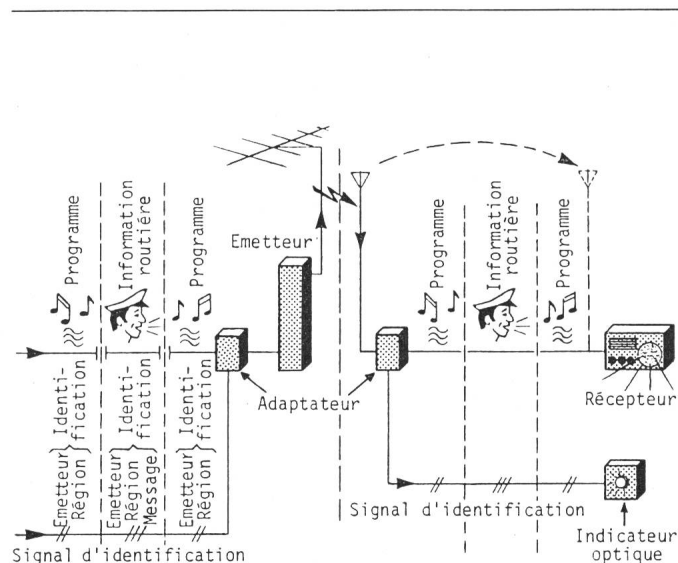 Programme
Information
routière
Programme
Emetteur
Programme
Information
routière
Programme
Identi-
fication
Emetteur
Région
Identi-
fication
Emetteur
Région
Message
Identi-
fication
Emetteur
Région
Adaptateur
Récepteur
Signal d'identification
Signal d'identification
Indicateur
optique